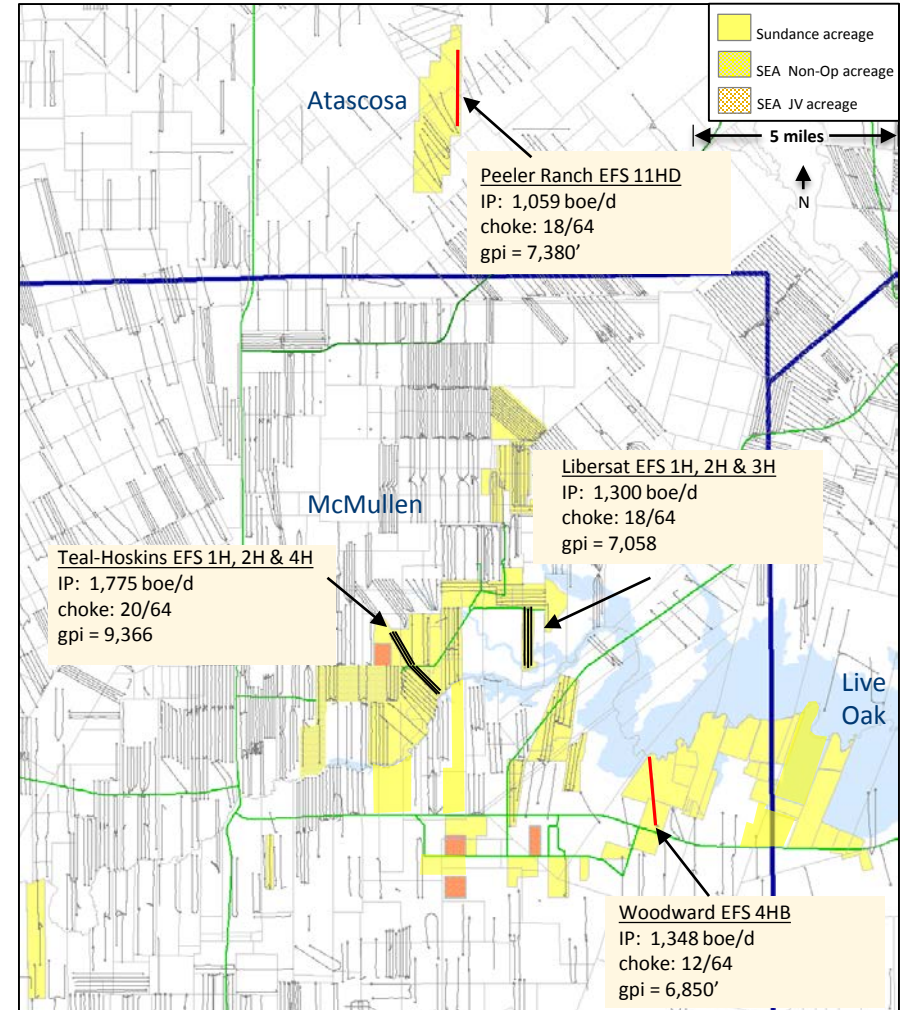 Sundance acreage
SEA Non-Op acreage
SEA JV acreage
5 miles
N
Atascosa
Peeler Ranch EFS 11HD
IP: 1,059 boe/d
choke: 18/64
gpi = 7,380’
McMullen
Libersat EFS 1H, 2H & 3H
IP: 1,300 boe/d
choke: 18/64
gpi = 7,058
Teal-Hoskins EFS 1H, 2H & 4H
IP: 1,775 boe/d
choke: 20/64
gpi = 9,366
Live
Oak
Woodward EFS 4HB
IP: 1,348 boe/d
choke: 12/64
gpi = 6,850’